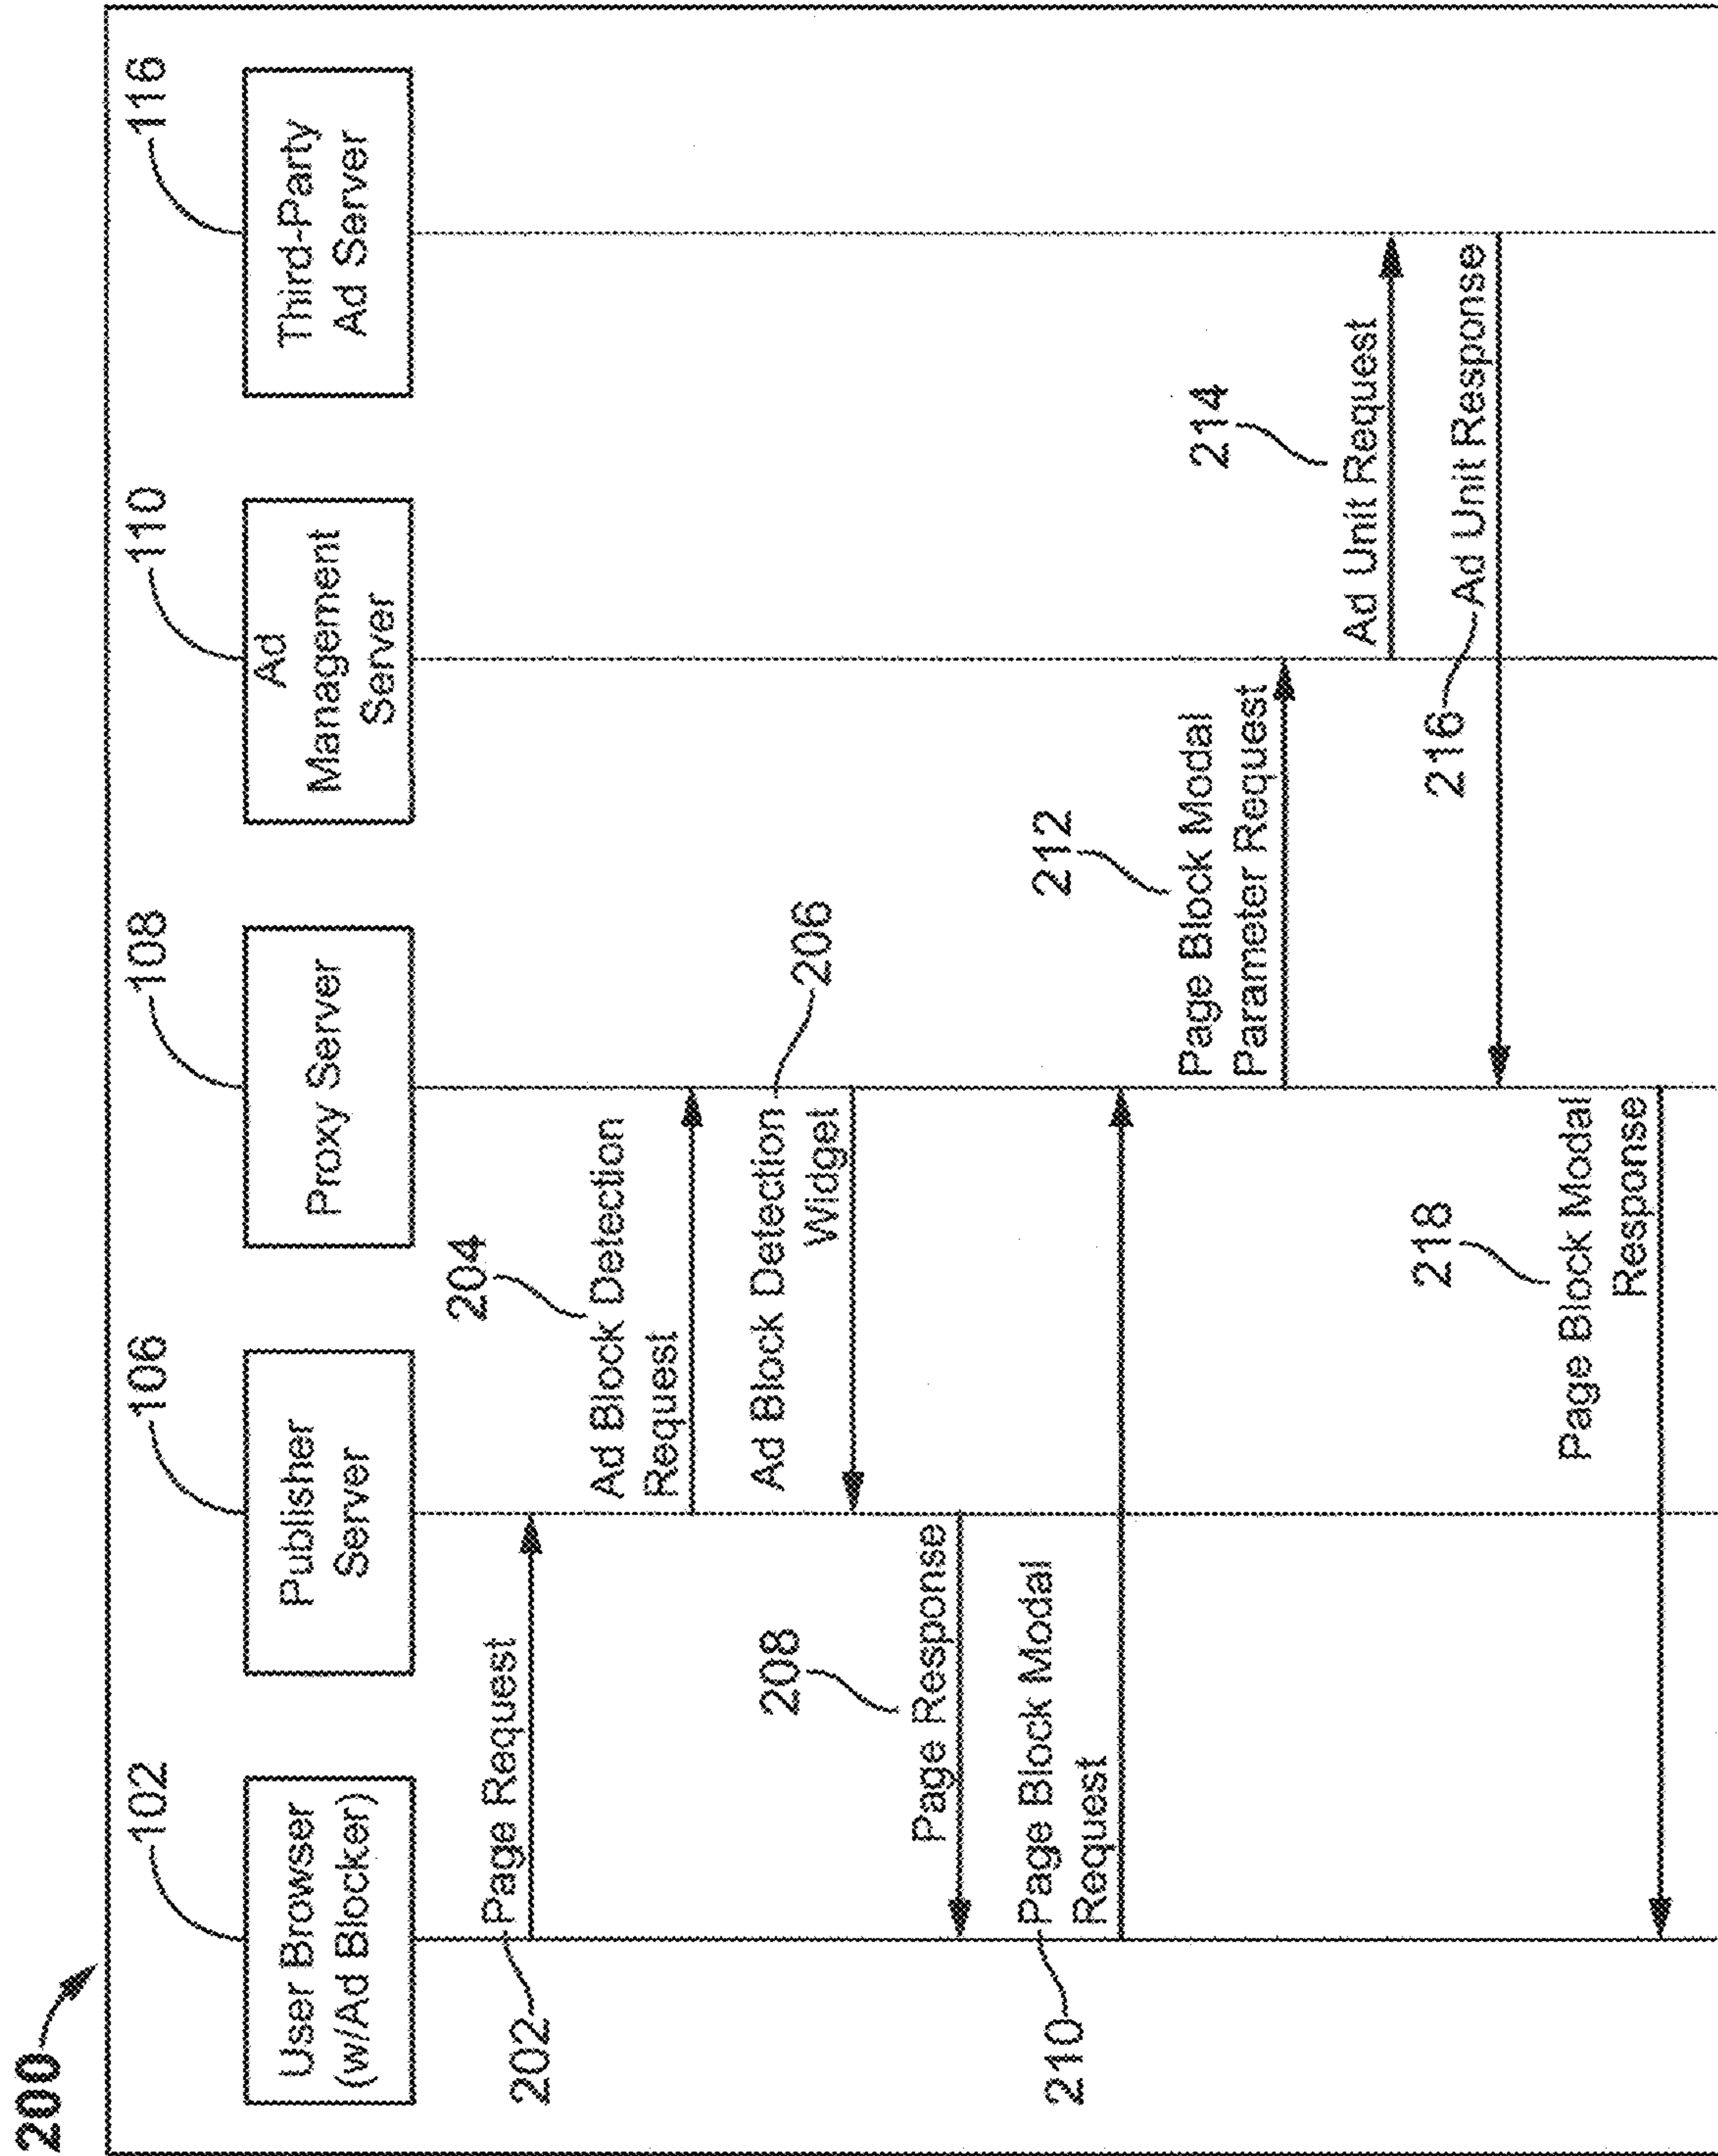 200
102
106
108
110
116
User Browser
(w/Ad Blocker)
Publisher
Server
Proxy Server
Ad
Management
Server
Third-Party
Ad Server
202
Page Request
204
Ad Block Detection
Request
Ad Block Detection
Widget
206
208
Page Response
210
Page Block Modal
Request
212
Page Block Modal
Parameter Request
214
Ad Unit Request
216
Ad Unit Response
218
Page Block Modal
Response